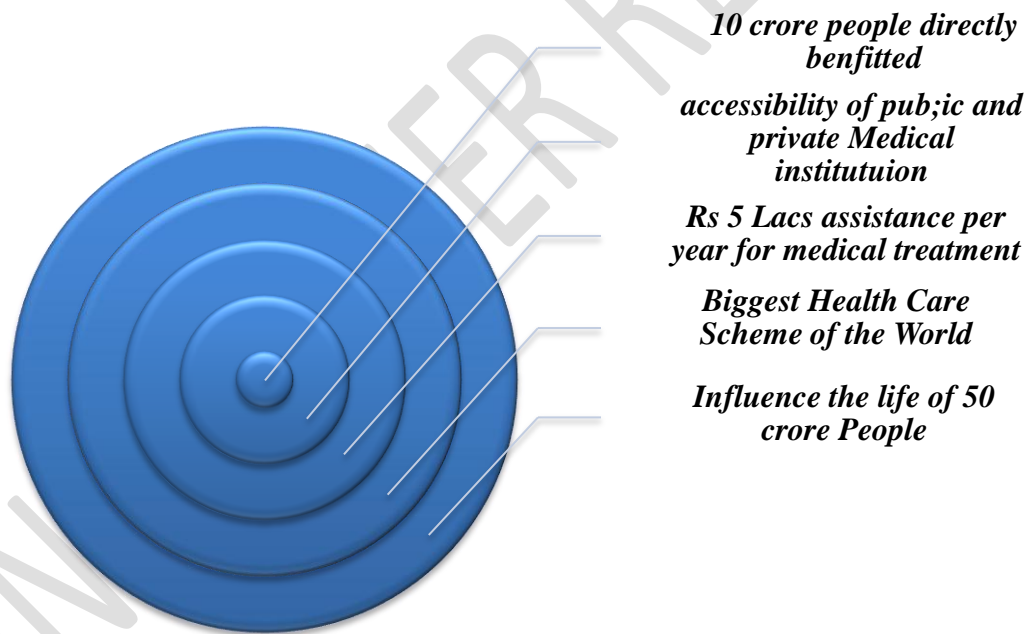 10 crore people directly
benfitted
accessibility of pub;ic and
private Medical
institutuion
Rs 5 Lacs assistance per
year for medical treatment
Biggest Health Care
Scheme of the World
Influence the life of 50
crore People